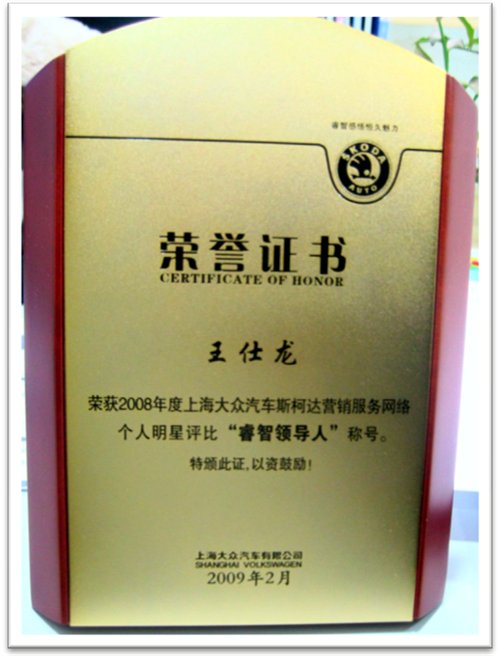 睿智感悟恒久魅力
ŠKODA
AUTO
荣誉证书
CERTIFICATE OF HONOR
王仕龙
荣获2008年度上海大众汽车斯柯达营销服务网络
个人明星评比“睿智领导人”称号。
特颁此证,以资鼓励!
上海大众汽车有限公司
SHANGHAI VOLKSWAGEN
2009年2月